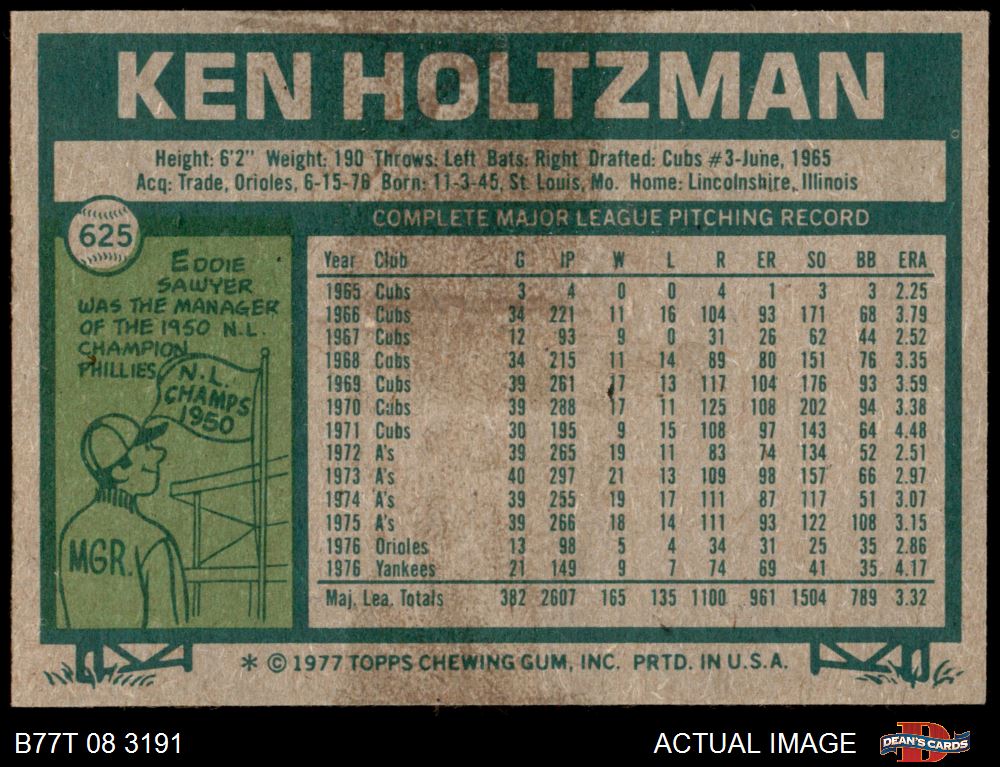 KEN HOLTZMAN
Height: 6'2" Weight: 190 Throws: Left Bats: Right Drafted: Cubs #3-June, 1965
Acq: Trade, Orioles, 6-15-76 Born: 11-3-45, St. Louis, Mo. Home: Lincolnshire, Illinois
625
EDDIE
SAWYER
WAS THE MANAGER
OF THE 1950 N.L.
CHAMPION
PHILLIES
N.L.
CHAMPS
1950
MGR.
COMPLETE MAJOR LEAGUE PITCHING RECORD
Year Club G IP W L R ER SO BB ERA
1965 Cubs 3 4 0 0 4 1 3 3 2.25
1966 Cubs 34 221 11 16 104 93 171 68 3.79
1967 Cubs 12 93 9 0 31 26 62 44 2.52
1968 Cubs 34 215 11 14 89 80 151 76 3.35
1969 Cubs 39 261 17 13 117 104 176 93 3.59
1970 Cubs 39 288 17 11 125 108 202 94 3.38
1971 Cubs 30 195 9 15 108 97 143 64 4.48
1972 A's 39 265 19 11 83 74 134 52 2.51
1973 A's 40 297 21 13 109 98 157 66 2.97
1974 A's 39 255 19 17 111 87 117 51 3.07
1975 A's 39 266 18 14 111 93 122 108 3.15
1976 Orioles 13 98 5 4 34 31 25 35 2.86
1976 Yankees 21 149 9 7 74 69 41 35 4.17
Maj. Lea. Totals 382 2607 165 135 1100 961 1504 789 3.32
* © 1977 TOPPS CHEWING GUM, INC. PRTD. IN U.S.A.
B77T 08 3191
ACTUAL IMAGE
DEAN'S CARDS